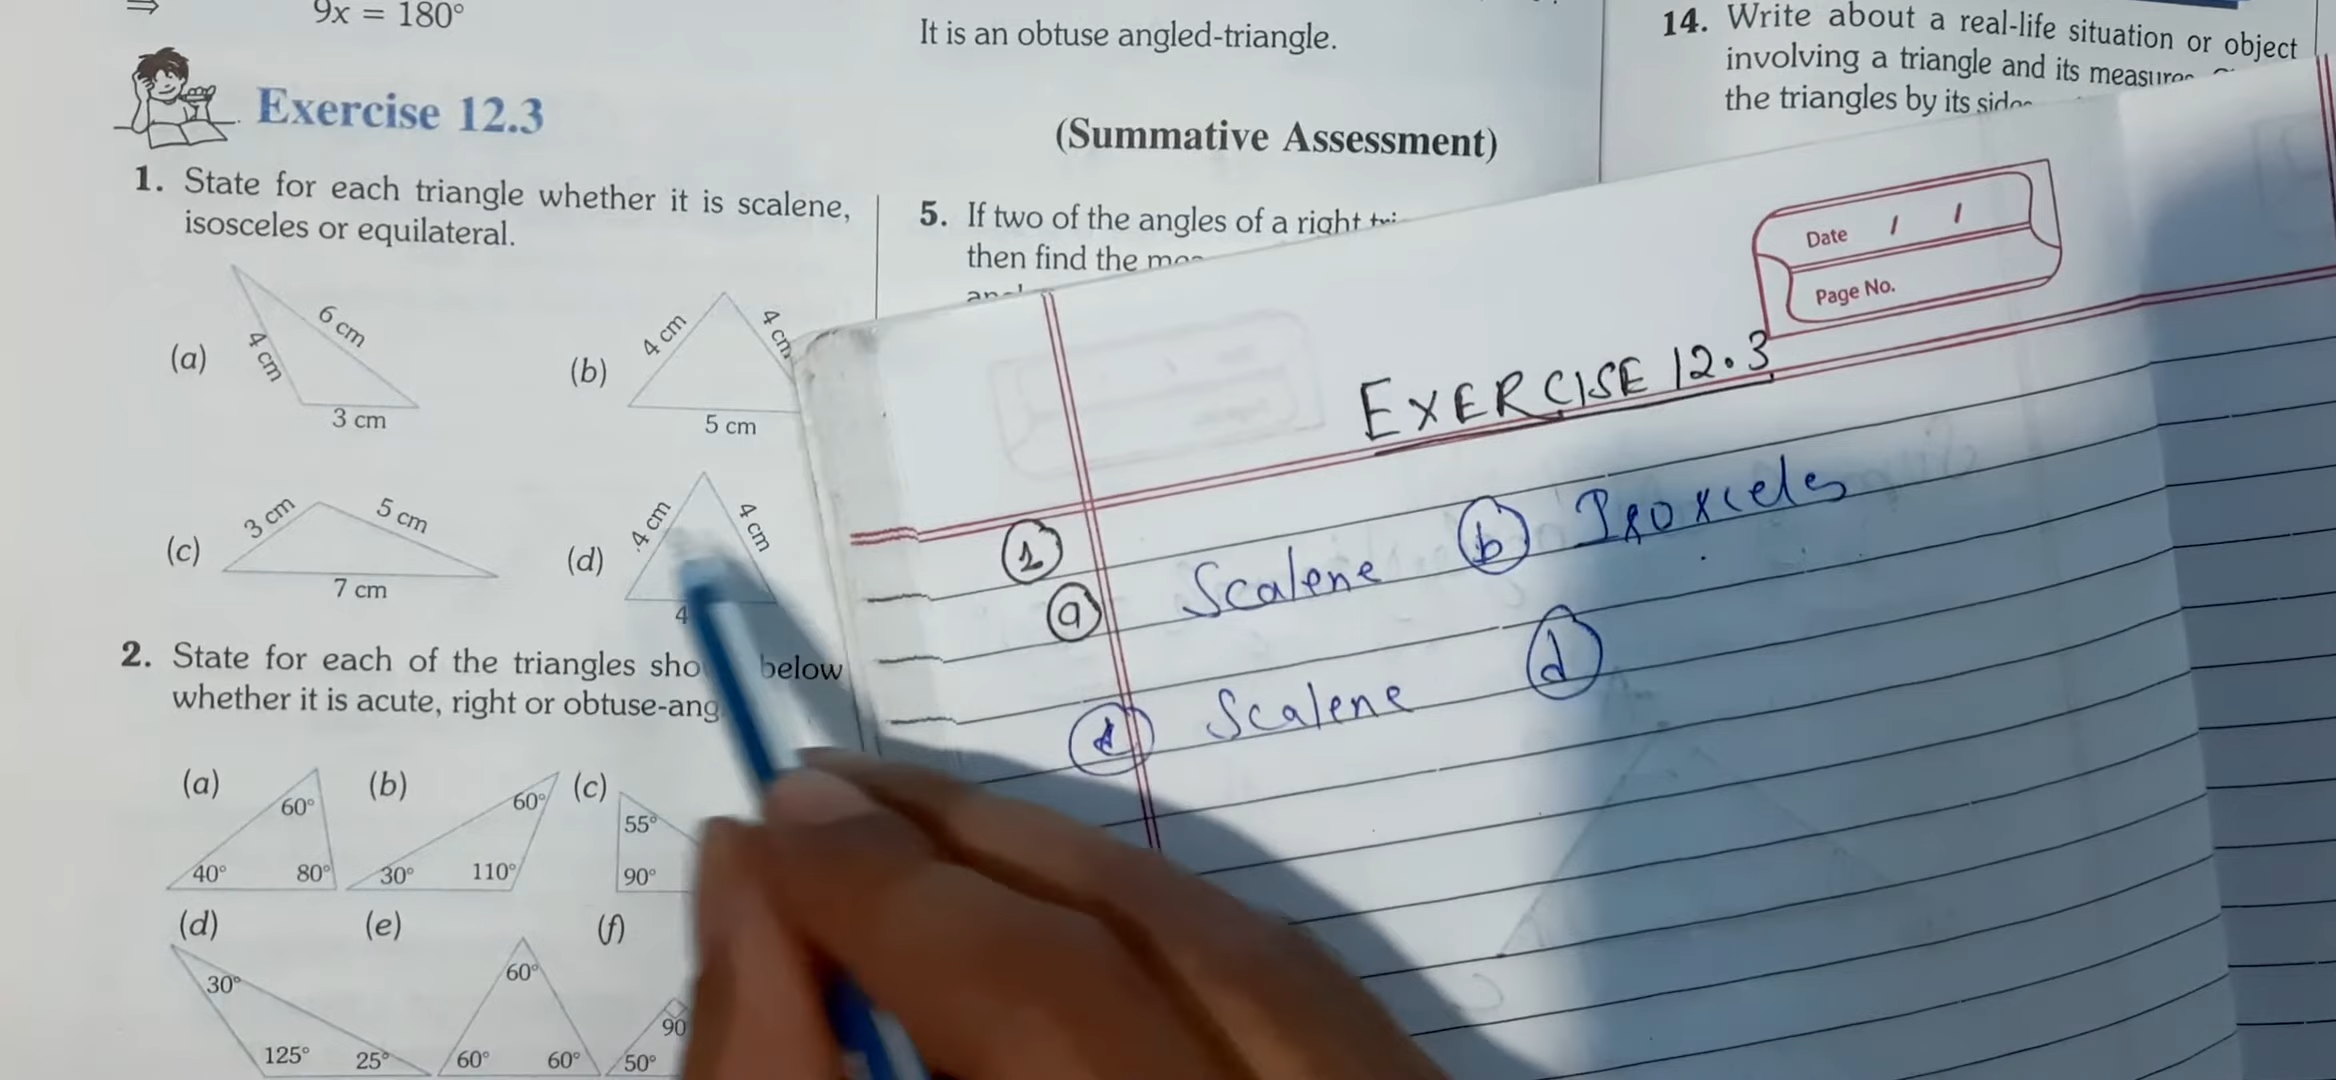 9x = 180°
Exercise 12.3
1. State for each triangle whether it is scalene,
isosceles or equilateral.
(a)
4 cm
6 cm
3 cm
(b)
4 cm
4 cm
5 cm
(c)
3 cm
5 cm
7 cm
(d)
4 cm
4 cm
4
2. State for each of the triangles below
whether it is acute, right or
(a)
60°
40°
80°
(b)
60°
30°
110°
(c)
55°
90°
(d)
30°
125°
25°
(e)
60°
60°
60°
(f)
90
50°
It is an obtuse angled-triangle.
(Summative Assessment)
5. If two of the angles of a right
then find the
14. Write about a real-life situation or object
involving a triangle and its
the triangles by its
Date / /
Page No.
EXERCISE 12.3
1
a Scalene b Isosceles
Scalene d